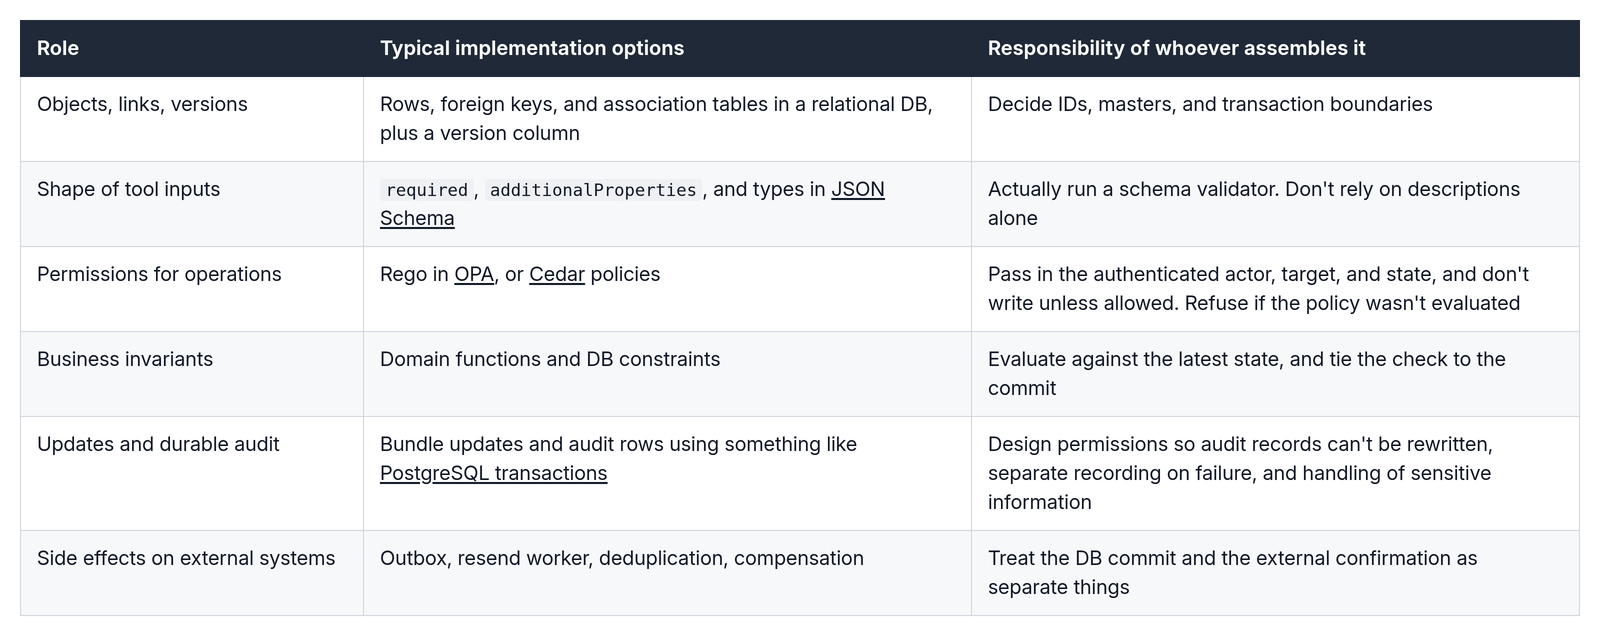 Role
Typical implementation options
Responsibility of whoever assembles it
Objects, links, versions
Rows, foreign keys, and association tables in a relational DB,
plus a version column
Decide IDs, masters, and transaction boundaries
Shape of tool inputs
required, additionalProperties, and types in JSON
Schema
Actually run a schema validator. Don't rely on descriptions
alone
Permissions for operations
Rego in OPA, or Cedar policies
Pass in the authenticated actor, target, and state, and don't
write unless allowed. Refuse if the policy wasn't evaluated
Business invariants
Domain functions and DB constraints
Evaluate against the latest state, and tie the check to the
commit
Updates and durable audit
Bundle updates and audit rows using something like
PostgreSQL transactions
Design permissions so audit records can't be rewritten,
separate recording on failure, and handling of sensitive
information
Side effects on external systems
Outbox, resend worker, deduplication, compensation
Treat the DB commit and the external confirmation as
separate things